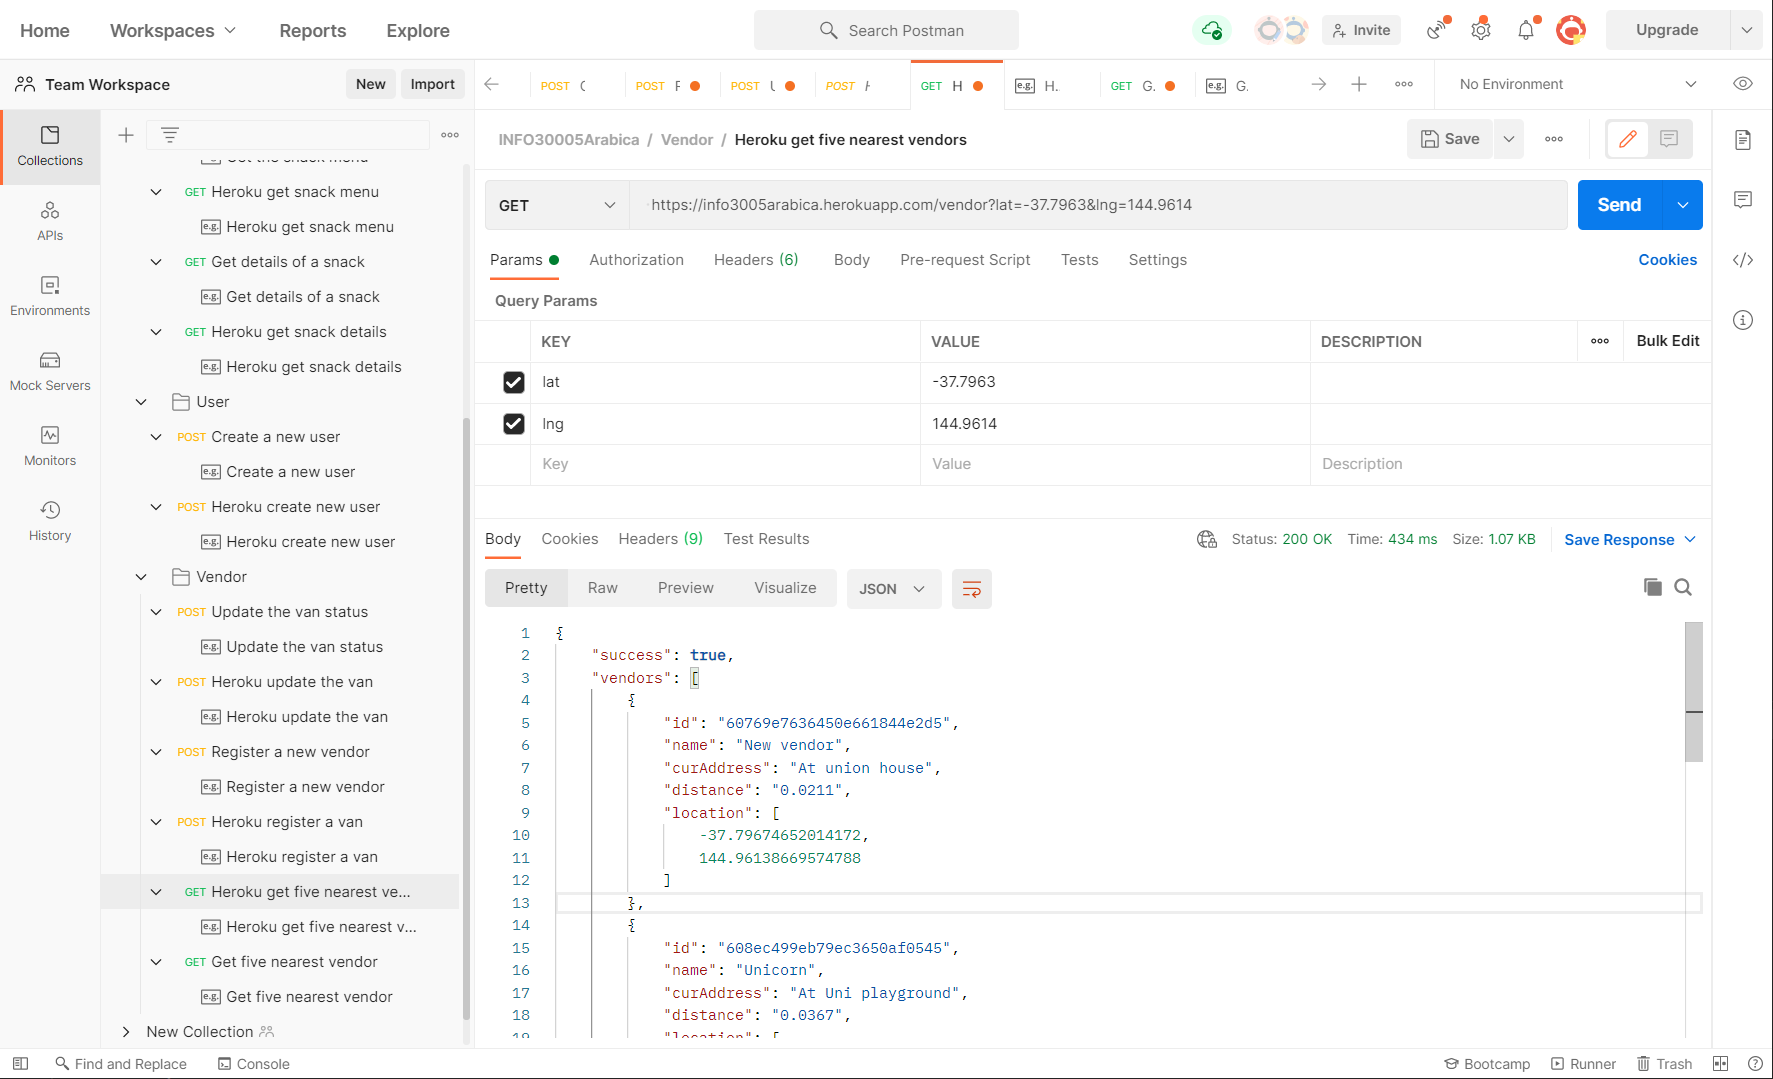 Home Workspaces Reports Explore
Search Postman
Invite
Upgrade
Team Workspace New Import
POST
POST
POST
POST
GET H
e.g. H.
GET G.
e.g. G.
No Environment
Collections
APIs
Environments
Mock Servers
Monitors
History
Get the snack menu
GET Heroku get snack menu
e.g. Heroku get snack menu
GET Get details of a snack
e.g. Get details of a snack
GET Heroku get snack details
e.g. Heroku get snack details
User
POST Create a new user
e.g. Create a new user
POST Heroku create new user
e.g. Heroku create new user
Vendor
POST Update the van status
e.g. Update the van status
POST Heroku update the van
e.g. Heroku update the van
POST Register a new vendor
e.g. Register a new vendor
POST Heroku register a van
e.g. Heroku register a van
GET Heroku get five nearest ve...
e.g. Heroku get five nearest v...
GET Get five nearest vendor
e.g. Get five nearest vendor
New Collection
INFO30005Arabica / Vendor / Heroku get five nearest vendors
Save
GET https://info3005arabica.herokuapp.com/vendor?lat=-37.7963&lng=144.9614
Send
Params Authorization Headers (6) Body Pre-request Script Tests Settings Cookies
Query Params
KEY VALUE DESCRIPTION Bulk Edit
lat -37.7963
lng 144.9614
Key Value Description
Body Cookies Headers (9) Test Results
Status: 200 OK Time: 434 ms Size: 1.07 KB Save Response
Pretty Raw Preview Visualize JSON
1 {
2 "success": true,
3 "vendors": [
4 {
5 "id": "60769e7636450e661844e2d5",
6 "name": "New vendor",
7 "curAddress": "At union house",
8 "distance": "0.0211",
9 "location": [
10 -37.79674652014172,
11 144.96138669574788
12 ]
13 },
14 {
15 "id": "608ec499eb79ec3650af0545",
16 "name": "Unicorn",
17 "curAddress": "At Uni playground",
18 "distance": "0.0367",
19 "location": [
Find and Replace Console
Bootcamp Runner Trash